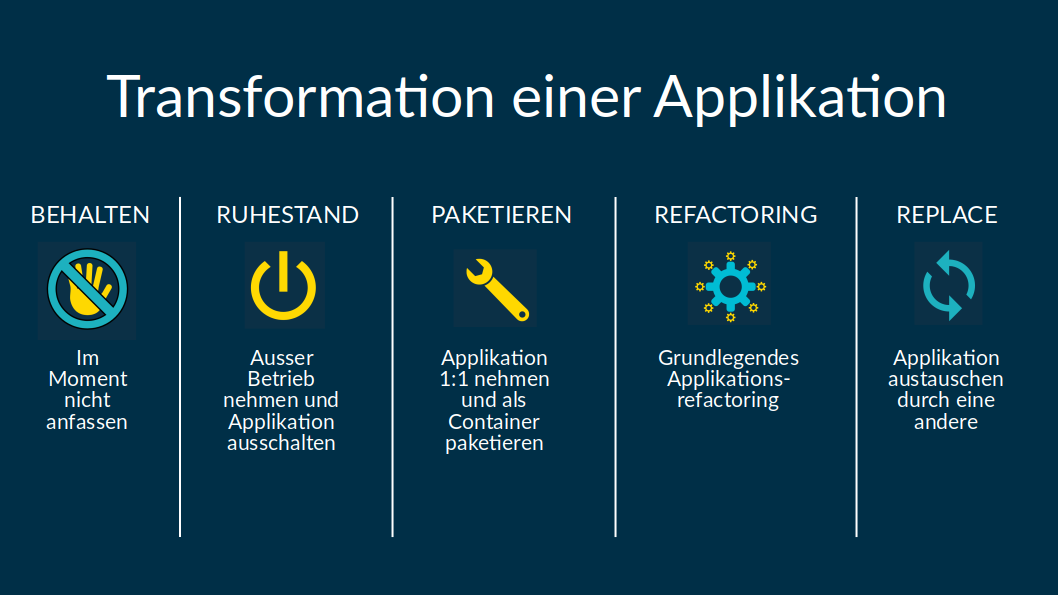 Transformation einer Applikation
BEHALTEN
Im
Moment
nicht
anfassen
RUHESTAND
Ausser
Betrieb
nehmen und
Applikation
ausschalten
PAKETIEREN
Applikation
1:1 nehmen
und als
Container
paketieren
REFACTORING
Grundlegendes
Applikations-
refactoring
REPLACE
Applikation
austauschen
durch eine
andere